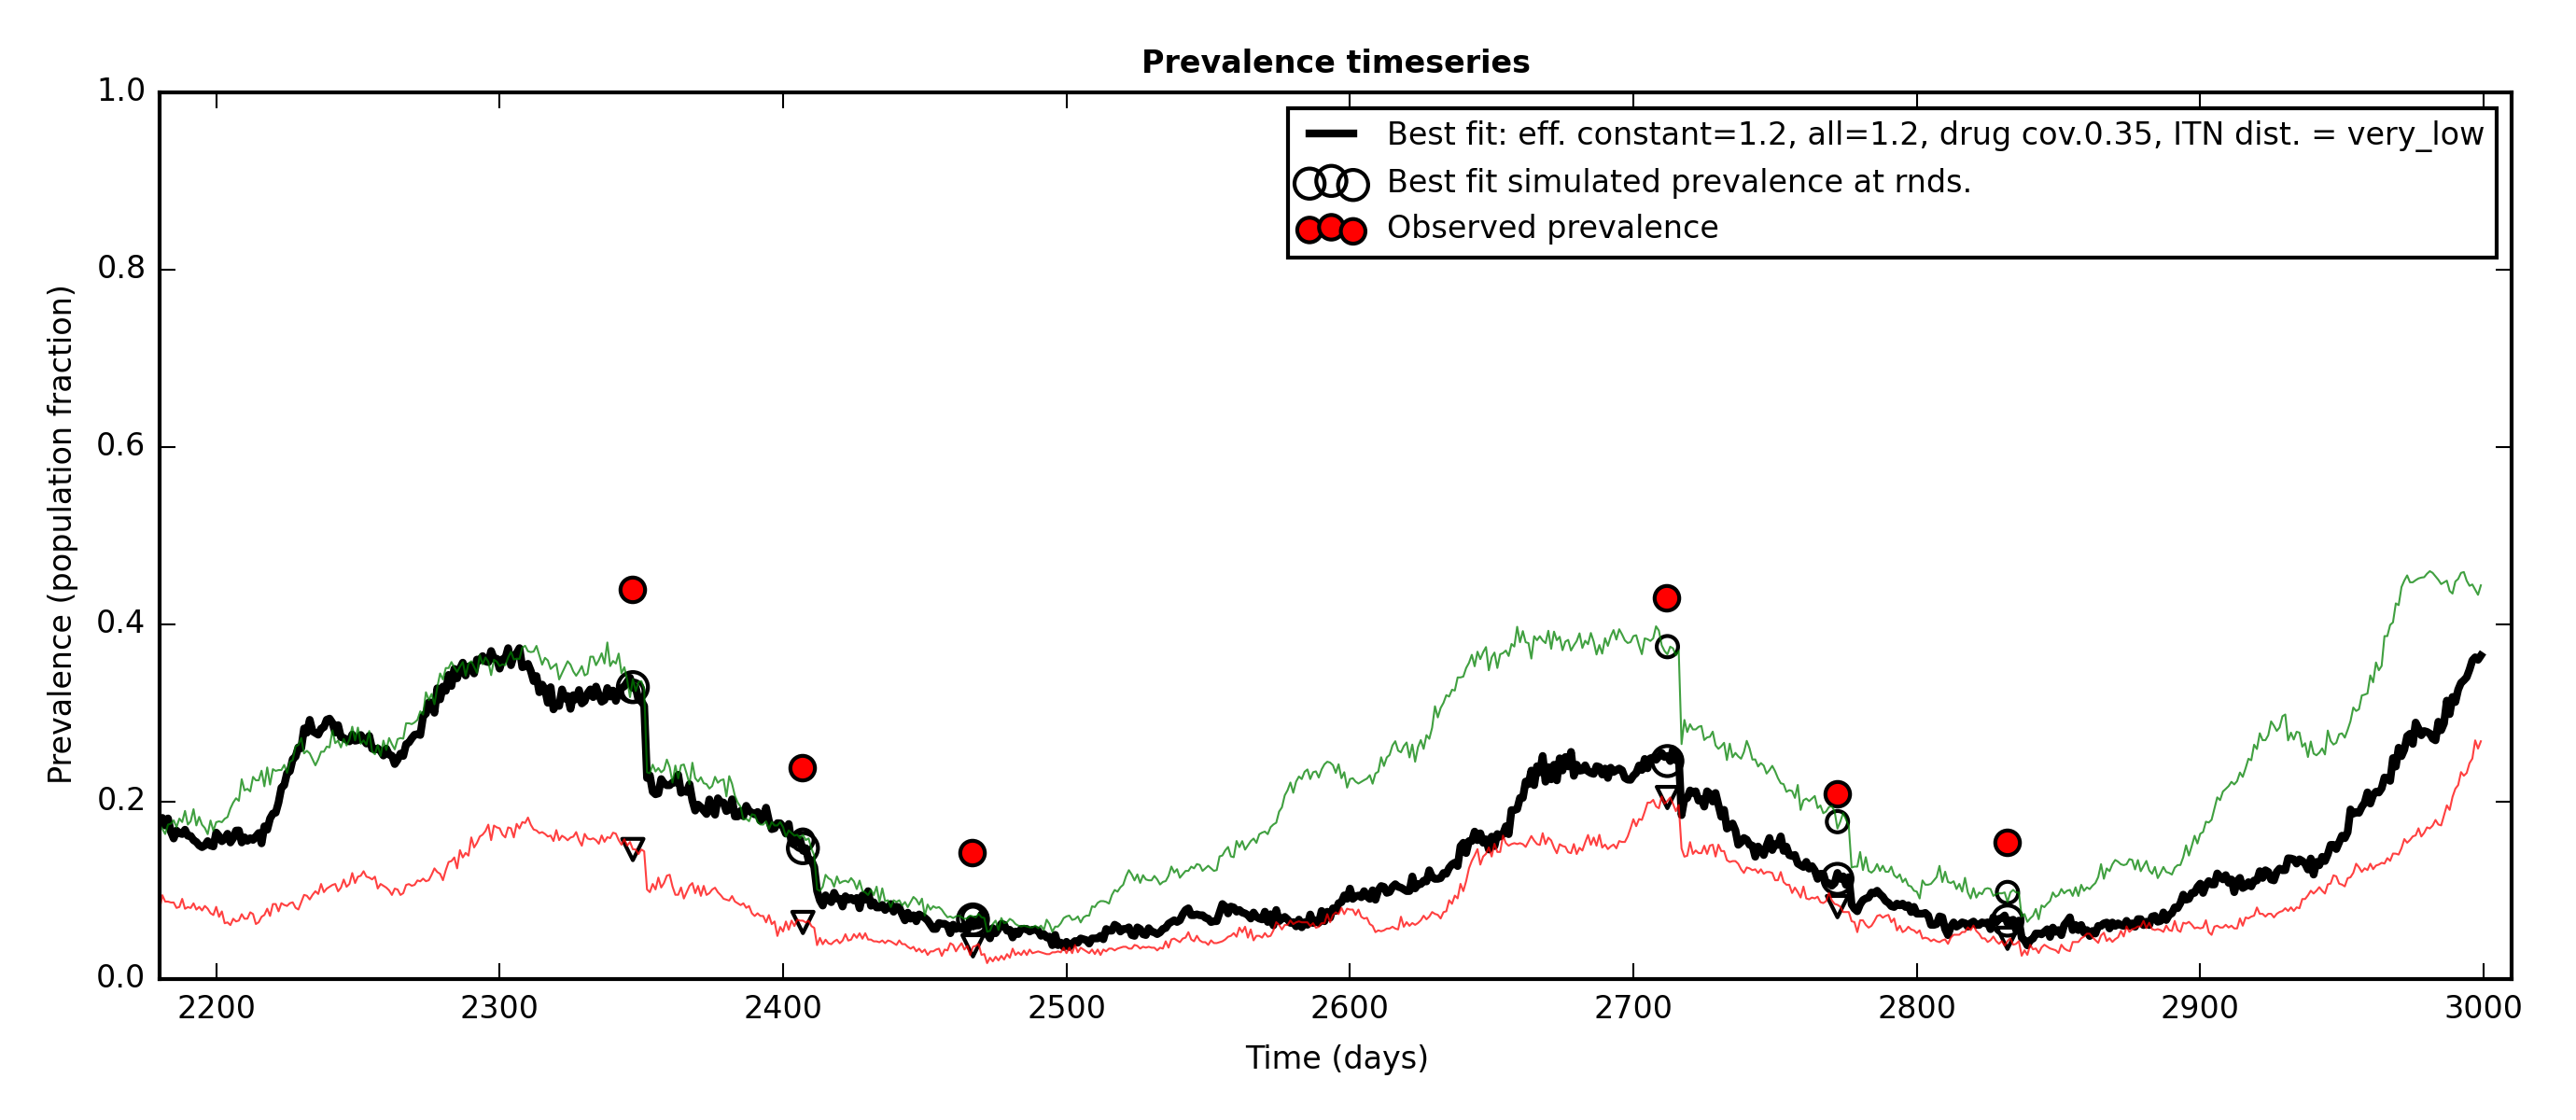 Prevalence timeseries
Best fit: eff. constant=1.2, all=1.2, drug cov.0.35, ITN dist. = very_low
Best fit simulated prevalence at rnds.
Observed prevalence
Prevalence (population fraction)
1.0
0.8
0.6
0.4
0.2
0.0
2200 2300 2400 2500 2600 2700 2800 2900 3000
Time (days)